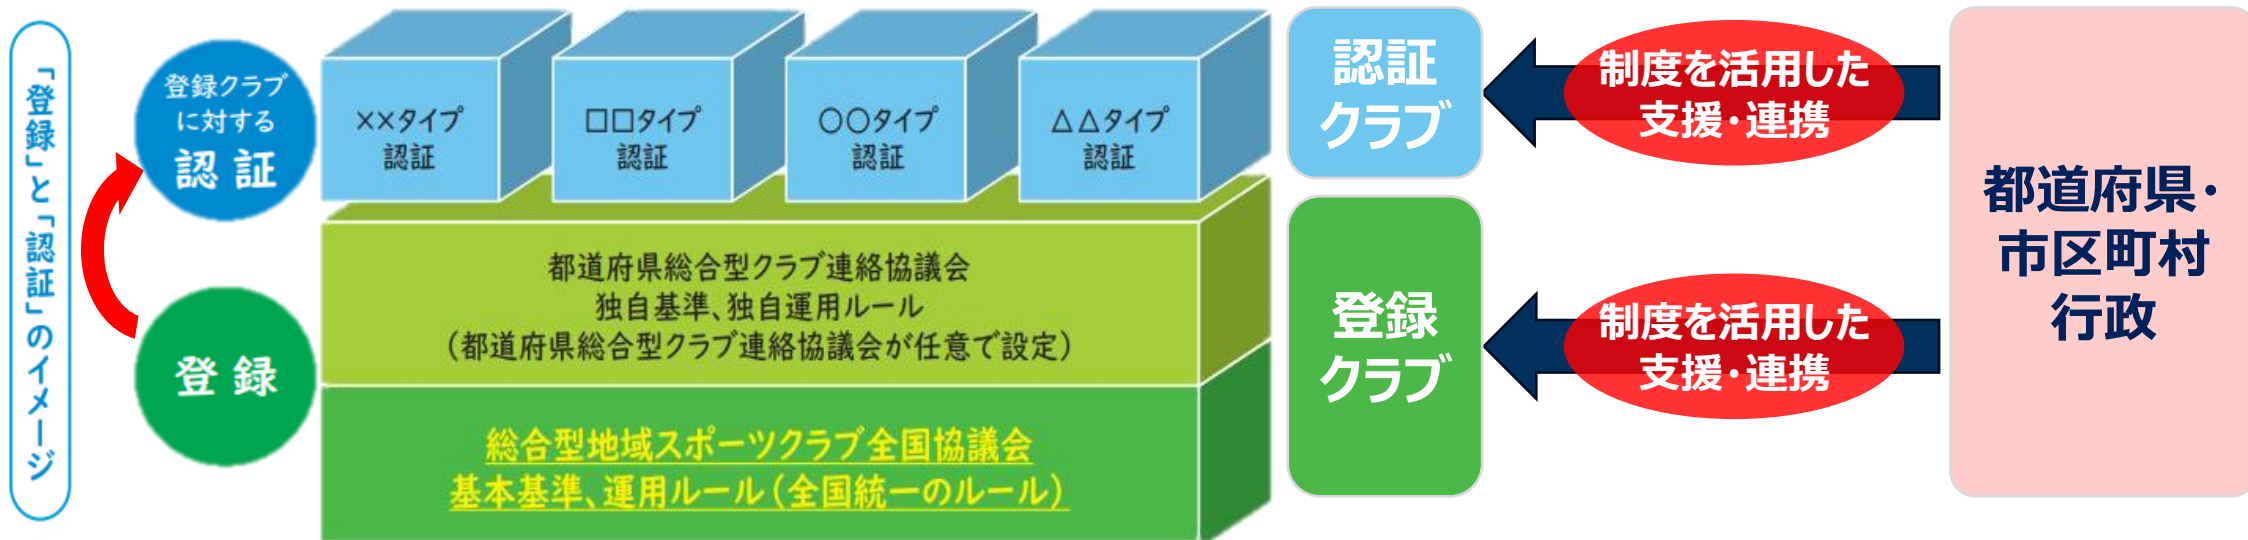 「登録」と「認証」のイメージ
登録クラブ
に対する
認 証
登 録
××タイプ
認証
□□タイプ
認証
○○タイプ
認証
△△タイプ
認証
都道府県総合型クラブ連絡協議会
独自基準、独自運用ルール
(都道府県総合型クラブ連絡協議会が任意で設定)
総合型地域スポーツクラブ全国協議会
基本基準、運用ルール(全国統一のルール)
認証
クラブ
登録
クラブ
制度を活用した
支援・連携
制度を活用した
支援・連携
都道府県・
市区町村
行政